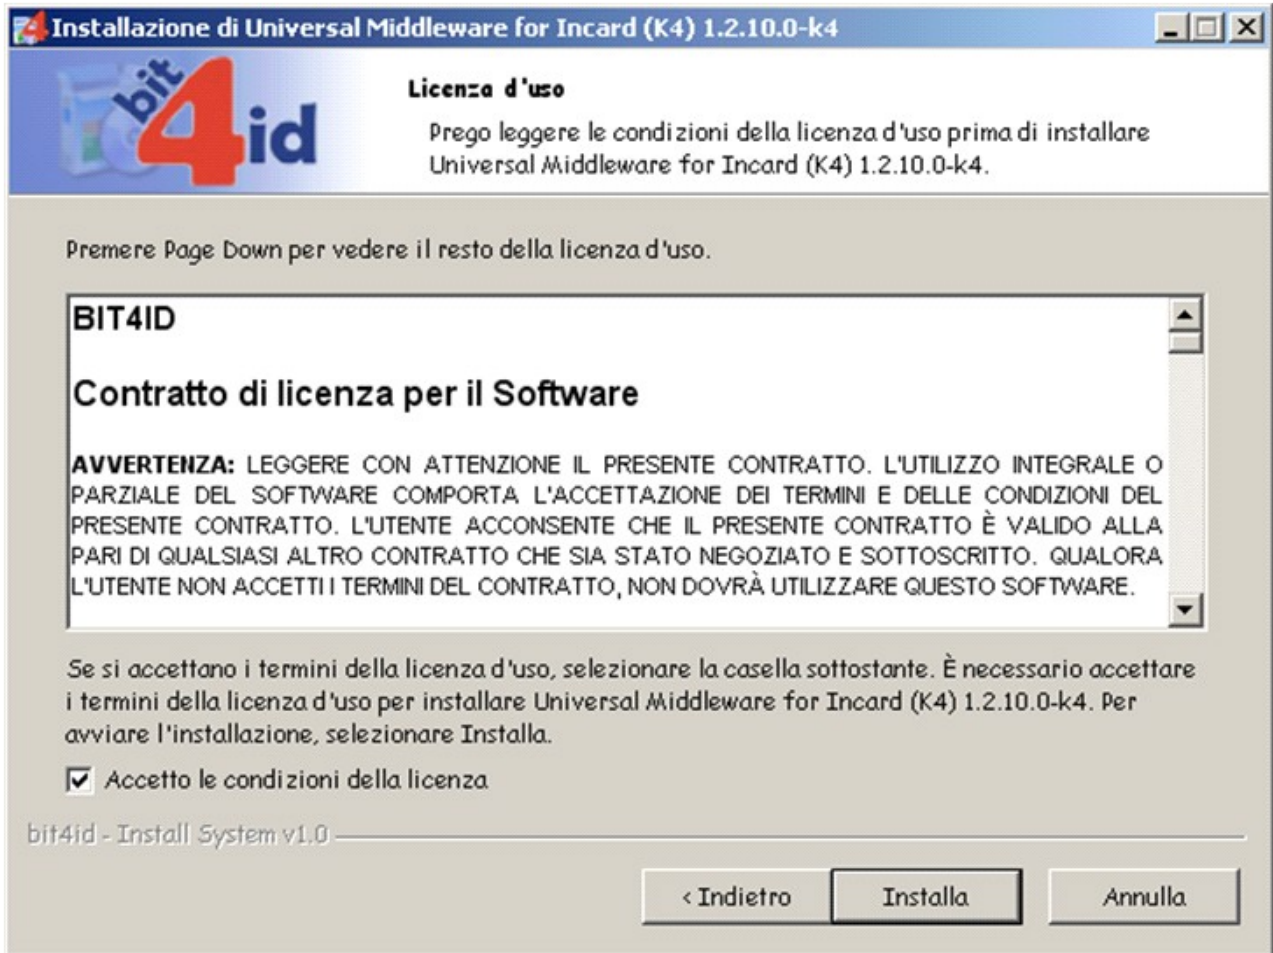 Installazione di Universal Middleware for Incard (K4) 1.2.10.0-k4
bit4id
Licenza d'uso
Prego leggere le condizioni della licenza d'uso prima di installare
Universal Middleware for Incard (K4) 1.2.10.0-k4.
Premere Page Down per vedere il resto della licenza d'uso.
BIT4ID
Contratto di licenza per il Software
AVVERTENZA: LEGGERE CON ATTENZIONE IL PRESENTE CONTRATTO. L'UTILIZZO INTEGRALE O
PARZIALE DEL SOFTWARE COMPORTA L'ACCETTAZIONE DEI TERMINI E DELLE CONDIZIONI DEL
PRESENTE CONTRATTO. L'UTENTE ACCONSENTE CHE IL PRESENTE CONTRATTO È VALIDO ALLA
PARI DI QUALSIASI ALTRO CONTRATTO CHE SIA STATO NEGOZIATO E SOTTOSCRITTO. QUALORA
L'UTENTE NON ACCETTI I TERMINI DEL CONTRATTO, NON DOVRÀ UTILIZZARE QUESTO SOFTWARE.
Se si accettano i termini della licenza d'uso, selezionare la casella sottostante. È necessario accettare
i termini della licenza d'uso per installare Universal Middleware for Incard (K4) 1.2.10.0-k4. Per
avviare l'installazione, selezionare Installa.
Accetto le condizioni della licenza
bit4id - Install System v1.0
< Indietro
Installa
Annulla